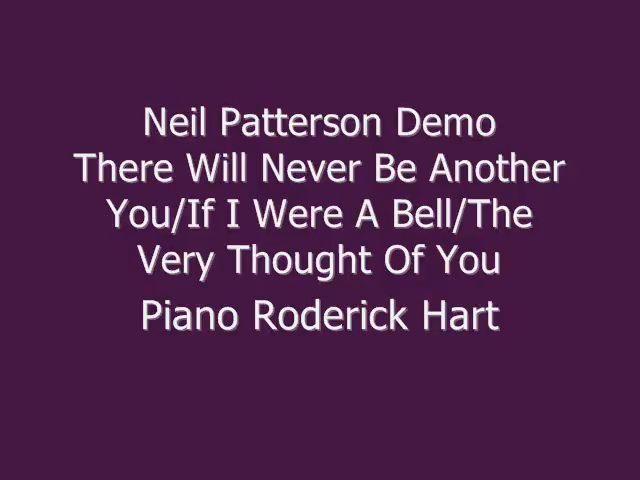 Neil Patterson Demo
There Will Never Be Another
You/If I Were A Bell/The
Very Thought Of You
Piano Roderick Hart